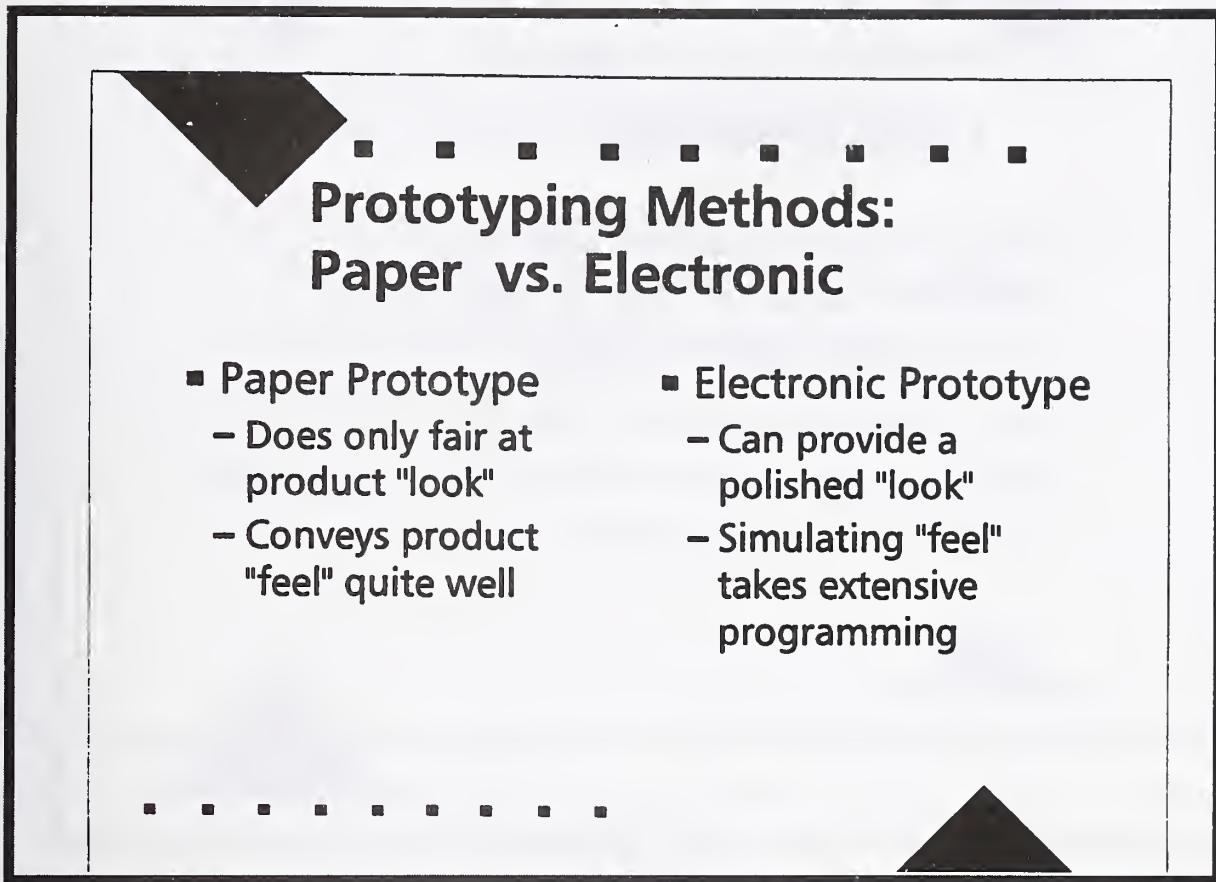 Prototyping Methods:
Paper vs. Electronic
▪ Paper Prototype
– Does only fair at
product "look"
– Conveys product
"feel" quite well
▪ Electronic Prototype
– Can provide a
polished "look"
– Simulating "feel"
takes extensive
programming